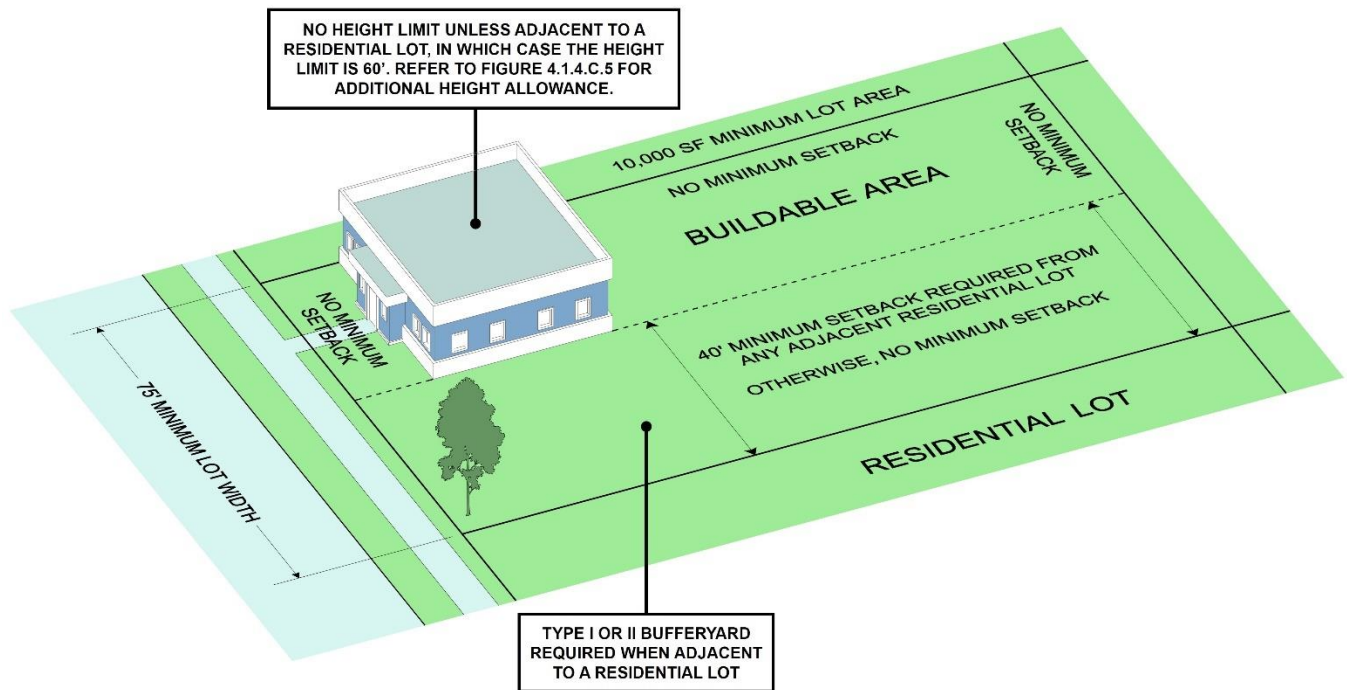 NO HEIGHT LIMIT UNLESS ADJACENT TO A
RESIDENTIAL LOT, IN WHICH CASE THE HEIGHT
LIMIT IS 60'. REFER TO FIGURE 4.1.4.C.5 FOR
ADDITIONAL HEIGHT ALLOWANCE.
10,000 SF MINIMUM LOT AREA
NO MINIMUM SETBACK
NO MINIMUM
SETBACK
BUILDABLE AREA
NO MINIMUM
SETBACK
40' MINIMUM SETBACK REQUIRED FROM
ANY ADJACENT RESIDENTIAL LOT
OTHERWISE, NO MINIMUM SETBACK
75' MINIMUM LOT WIDTH
RESIDENTIAL LOT
TYPE I OR II BUFFERYARD
REQUIRED WHEN ADJACENT
TO A RESIDENTIAL LOT